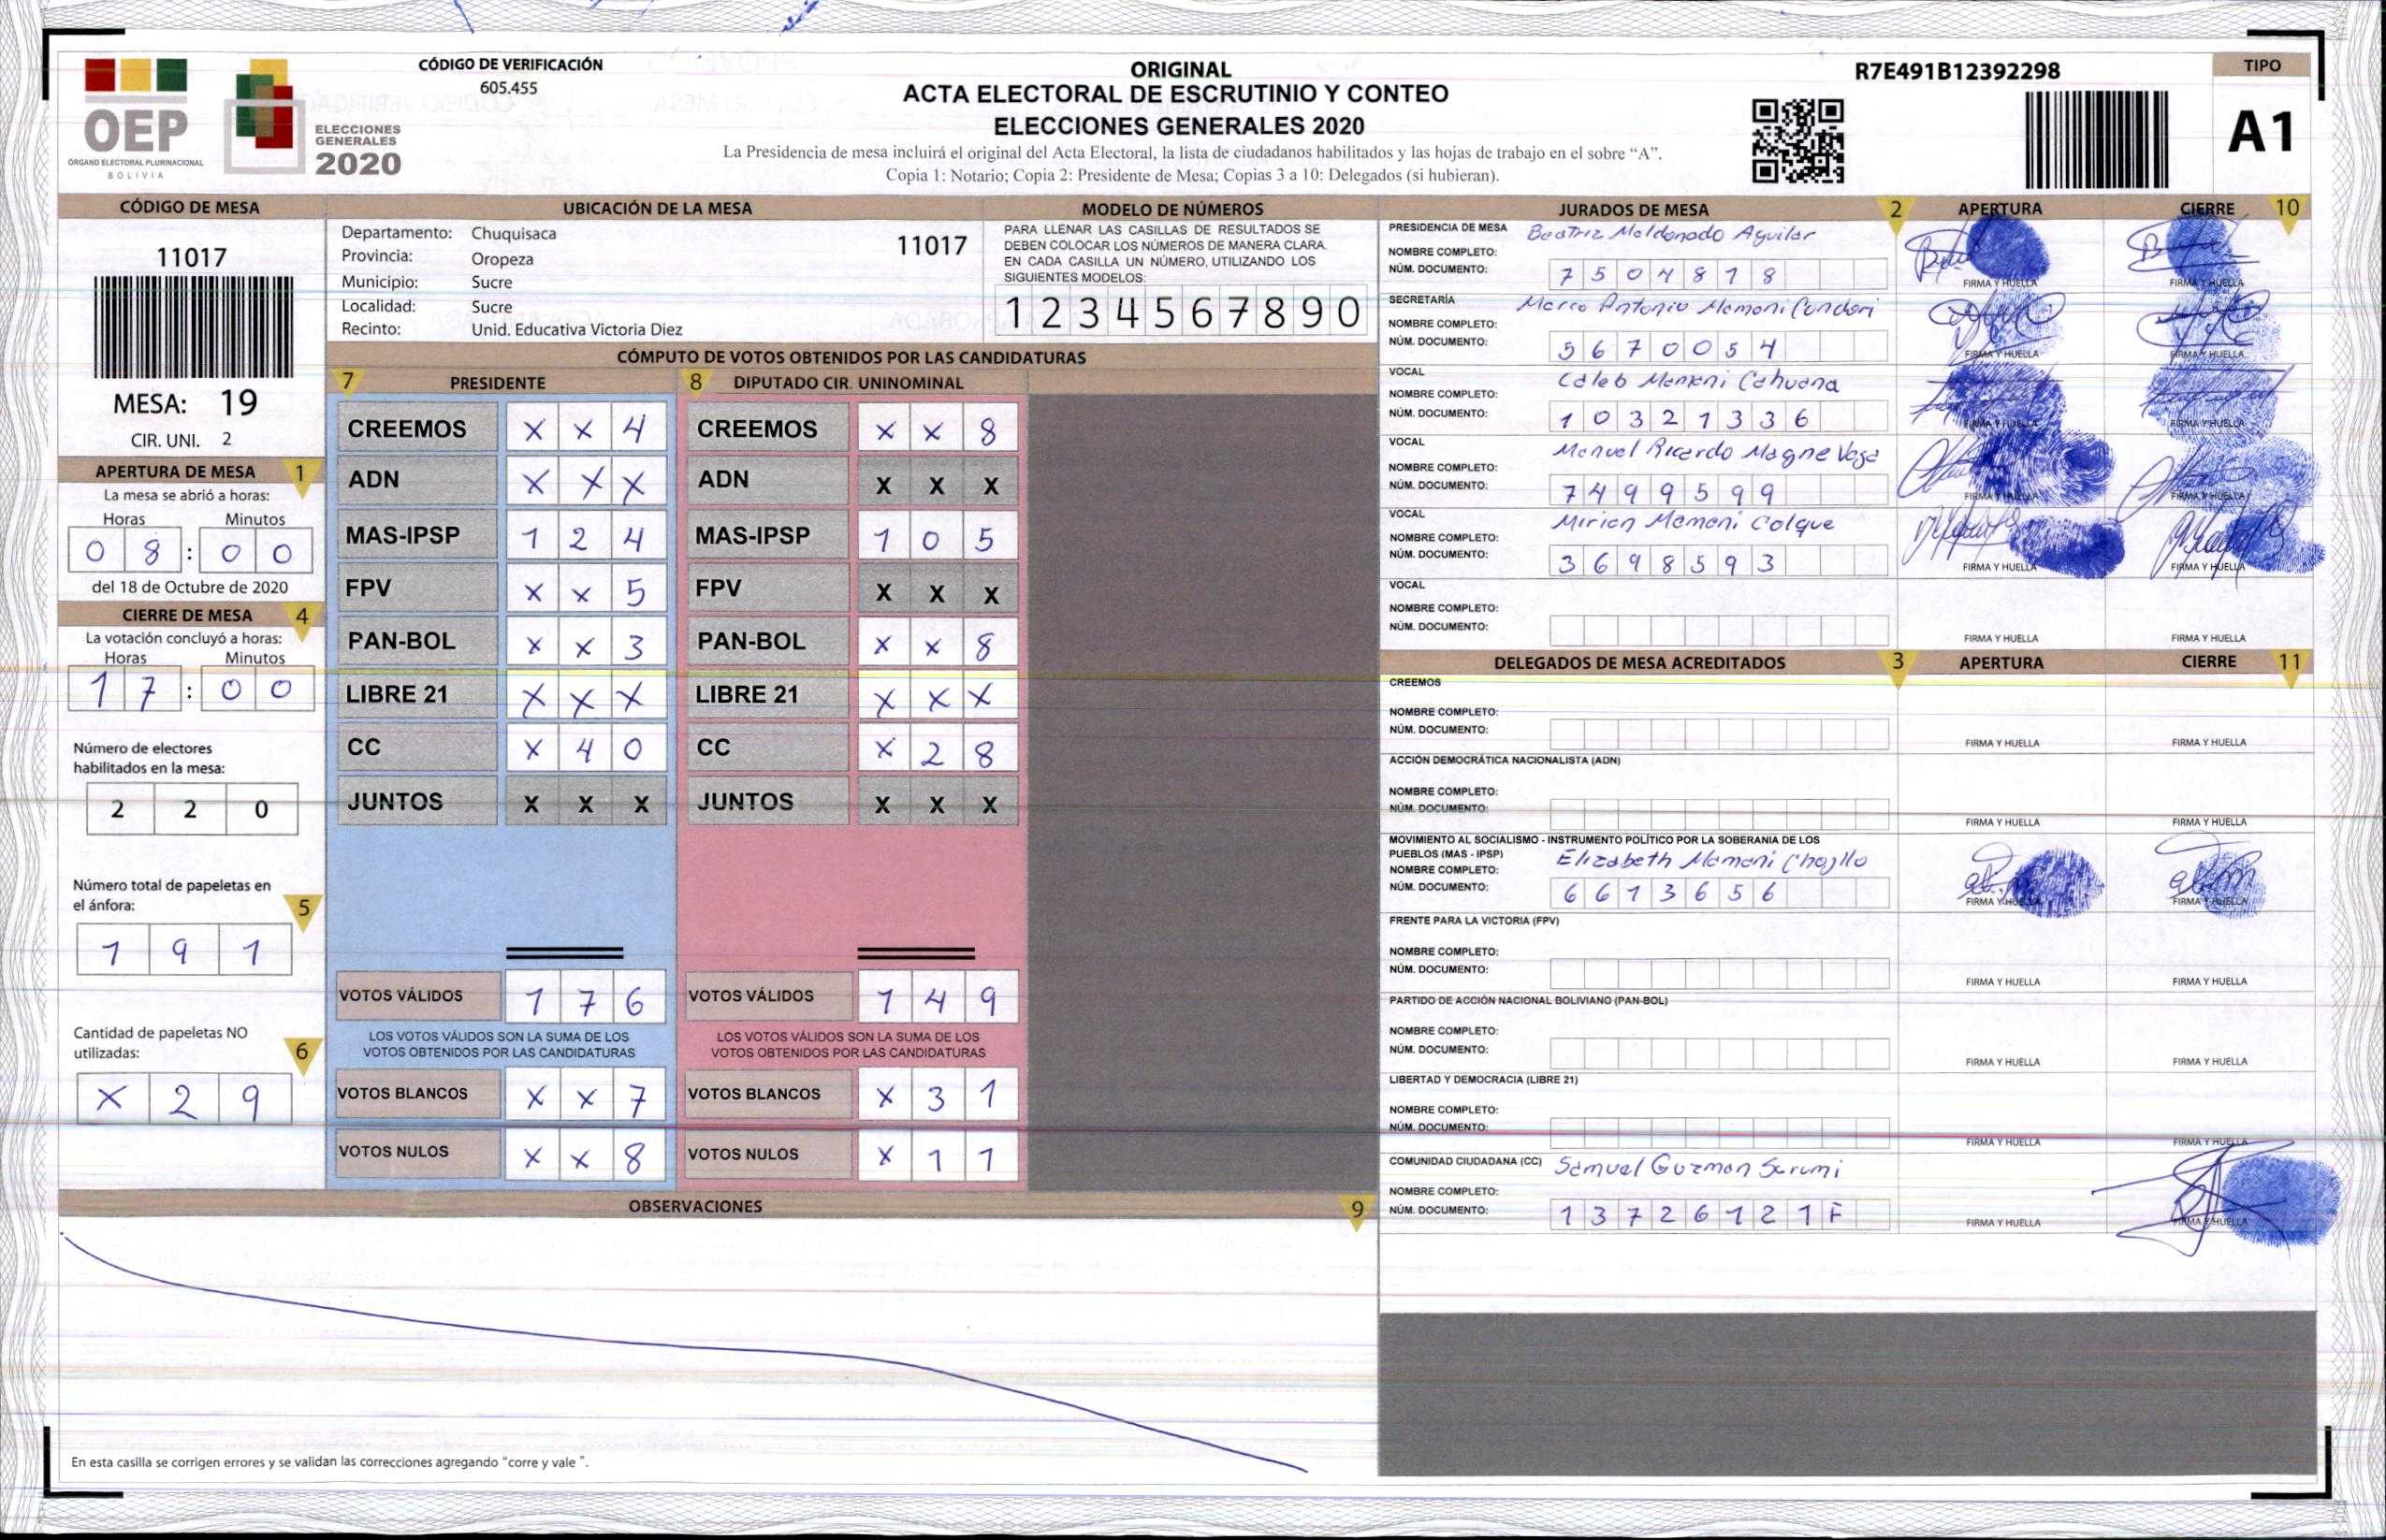 CÓDIGO DE VERIFICACIÓN
605.455
OEP
ÓRGANO ELECTORAL PLURINACIONAL
BOLIVIA
ELECCIONES
GENERALES
2020
ORIGINAL
ACTA ELECTORAL DE ESCRUTINIO Y CONTEO
ELECCIONES GENERALES 2020
La Presidencia de mesa incluirá el original del Acta Electoral, la lista de ciudadanos habilitados y las hojas de trabajo en el sobre “A”.
Copia 1: Notario; Copia 2: Presidente de Mesa; Copias 3 a 10: Delegados (si hubieran).
R7E491B12392298
TIPO
A1
CÓDIGO DE MESA
11017
MESA: 19
CIR. UNI. 2
APERTURA DE MESA 1
La mesa se abrió a horas:
Horas Minutos
0 8 : 0 0
del 18 de Octubre de 2020
CIERRE DE MESA 4
La votación concluyó a horas:
Horas Minutos
1 7 : 0 0
Número de electores
habilitados en la mesa:
2 2 0
Número total de papeletas en
el ánfora: 5
1 9 1
Cantidad de papeletas NO
utilizadas: 6
X 2 9
UBICACIÓN DE LA MESA
Departamento: Chuquisaca 11017
Provincia: Oropeza
Municipio: Sucre
Localidad: Sucre
Recinto: Unid. Educativa Victoria Diez
MODELO DE NÚMEROS
PARA LLENAR LAS CASILLAS DE RESULTADOS SE
DEBEN COLOCAR LOS NÚMEROS DE MANERA CLARA.
EN CADA CASILLA UN NÚMERO, UTILIZANDO LOS
SIGUIENTES MODELOS:
1 2 3 4 5 6 7 8 9 0
CÓMPUTO DE VOTOS OBTENIDOS POR LAS CANDIDATURAS
7 PRESIDENTE
CREEMOS X X 4
ADN X X X
MAS-IPSP 1 2 4
FPV X X 5
PAN-BOL X X 3
LIBRE 21 X X X
CC X 4 0
JUNTOS X X X
VOTOS VÁLIDOS 1 7 6
LOS VOTOS VÁLIDOS SON LA SUMA DE LOS
VOTOS OBTENIDOS POR LAS CANDIDATURAS
VOTOS BLANCOS X X 7
VOTOS NULOS X X 8
8 DIPUTADO CIR. UNINOMINAL
CREEMOS X X 8
ADN X X X
MAS-IPSP 1 0 5
FPV X X X
PAN-BOL X X 8
LIBRE 21 X X X
CC X 2 8
JUNTOS X X X
VOTOS VÁLIDOS 1 4 9
LOS VOTOS VÁLIDOS SON LA SUMA DE LOS
VOTOS OBTENIDOS POR LAS CANDIDATURAS
VOTOS BLANCOS X 3 1
VOTOS NULOS X 1 1
OBSERVACIONES 9
En esta casilla se corrigen errores y se validan las correcciones agregando “corre y vale ”.
JURADOS DE MESA 2 APERTURA CIERRE 10
PRESIDENCIA DE MESA Beatriz Maldonado Aguilar
NOMBRE COMPLETO:
NÚM. DOCUMENTO: 7 5 0 4 8 1 8 FIRMA Y HUELLA FIRMA Y HUELLA
SECRETARÍA Marco Antonio Mamani Condori
NOMBRE COMPLETO:
NÚM. DOCUMENTO: 5 6 7 0 0 5 4 FIRMA Y HUELLA FIRMA Y HUELLA
VOCAL Caleb Mamani Cahuana
NOMBRE COMPLETO:
NÚM. DOCUMENTO: 1 0 3 2 1 3 3 6 FIRMA Y HUELLA FIRMA Y HUELLA
VOCAL Manuel Ricardo Magne Vega
NOMBRE COMPLETO:
NÚM. DOCUMENTO: 7 4 9 9 5 9 9 FIRMA Y HUELLA FIRMA Y HUELLA
VOCAL Mirian Mamani Colque
NOMBRE COMPLETO:
NÚM. DOCUMENTO: 3 6 9 8 5 9 3 FIRMA Y HUELLA FIRMA Y HUELLA
VOCAL
NOMBRE COMPLETO:
NÚM. DOCUMENTO: FIRMA Y HUELLA FIRMA Y HUELLA
DELEGADOS DE MESA ACREDITADOS 3 APERTURA CIERRE 11
CREEMOS
NOMBRE COMPLETO:
NÚM. DOCUMENTO: FIRMA Y HUELLA FIRMA Y HUELLA
ACCIÓN DEMOCRÁTICA NACIONALISTA (ADN)
NOMBRE COMPLETO:
NÚM. DOCUMENTO: FIRMA Y HUELLA FIRMA Y HUELLA
MOVIMIENTO AL SOCIALISMO - INSTRUMENTO POLÍTICO POR LA SOBERANIA DE LOS
PUEBLOS (MAS - IPSP) Elizabeth Mamani
NOMBRE COMPLETO:
NÚM. DOCUMENTO: 6 6 1 3 6 5 6 FIRMA Y HUELLA FIRMA Y HUELLA
FRENTE PARA LA VICTORIA (FPV)
NOMBRE COMPLETO:
NÚM. DOCUMENTO: FIRMA Y HUELLA FIRMA Y HUELLA
PARTIDO DE ACCIÓN NACIONAL BOLIVIANO (PAN-BOL)
NOMBRE COMPLETO:
NÚM. DOCUMENTO: FIRMA Y HUELLA FIRMA Y HUELLA
LIBERTAD Y DEMOCRACIA (LIBRE 21)
NOMBRE COMPLETO:
NÚM. DOCUMENTO: FIRMA Y HUELLA FIRMA Y HUELLA
COMUNIDAD CIUDADANA (CC) Samuel Guzman
NOMBRE COMPLETO:
NÚM. DOCUMENTO: 1 3 7 2 6 1 2 1 F FIRMA Y HUELLA FIRMA Y HUELLA